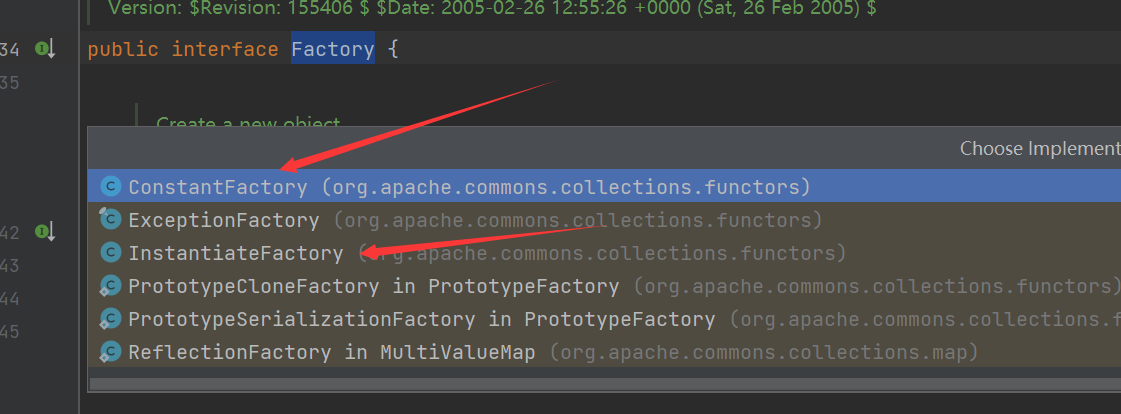 Version: $Revision: 155406 $ $Date: 2005-02-26 12:55:26 +0000 (Sat, 26 Feb 2005) $
34 public interface Factory {
35
Create a new object
Choose Implement
ConstantFactory (org.apache.commons.collections.functors)
ExceptionFactory (org.apache.commons.collections.functors)
42
InstantiateFactory (org.apache.commons.collections.functors)
43
PrototypeCloneFactory in PrototypeFactory (org.apache.commons.collections.functors)
44
PrototypeSerializationFactory in PrototypeFactory (org.apache.commons.collections.f
45
ReflectionFactory in MultiValueMap (org.apache.commons.collections.map)